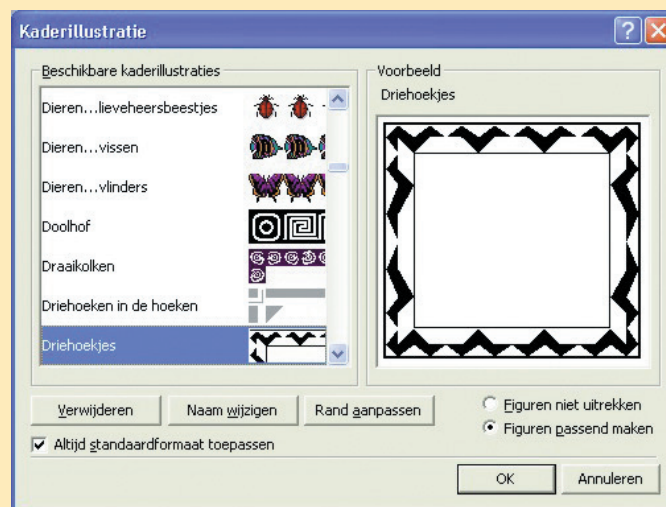 Kaderillustratie
Beschikbare kaderillustraties
Dieren...lieveheersbeestjes
Dieren...vissen
Dieren...vlinders
Doolhof
Draaikolken
Driehoeken in de hoeken
Driehoekjes
Voorbeeld
Driehoekjes
Verwijderen
Naam wijzigen
Rand aanpassen
Figuren niet uitrekken
Figuren passend maken
Altijd standaardformaat toepassen
OK
Annuleren